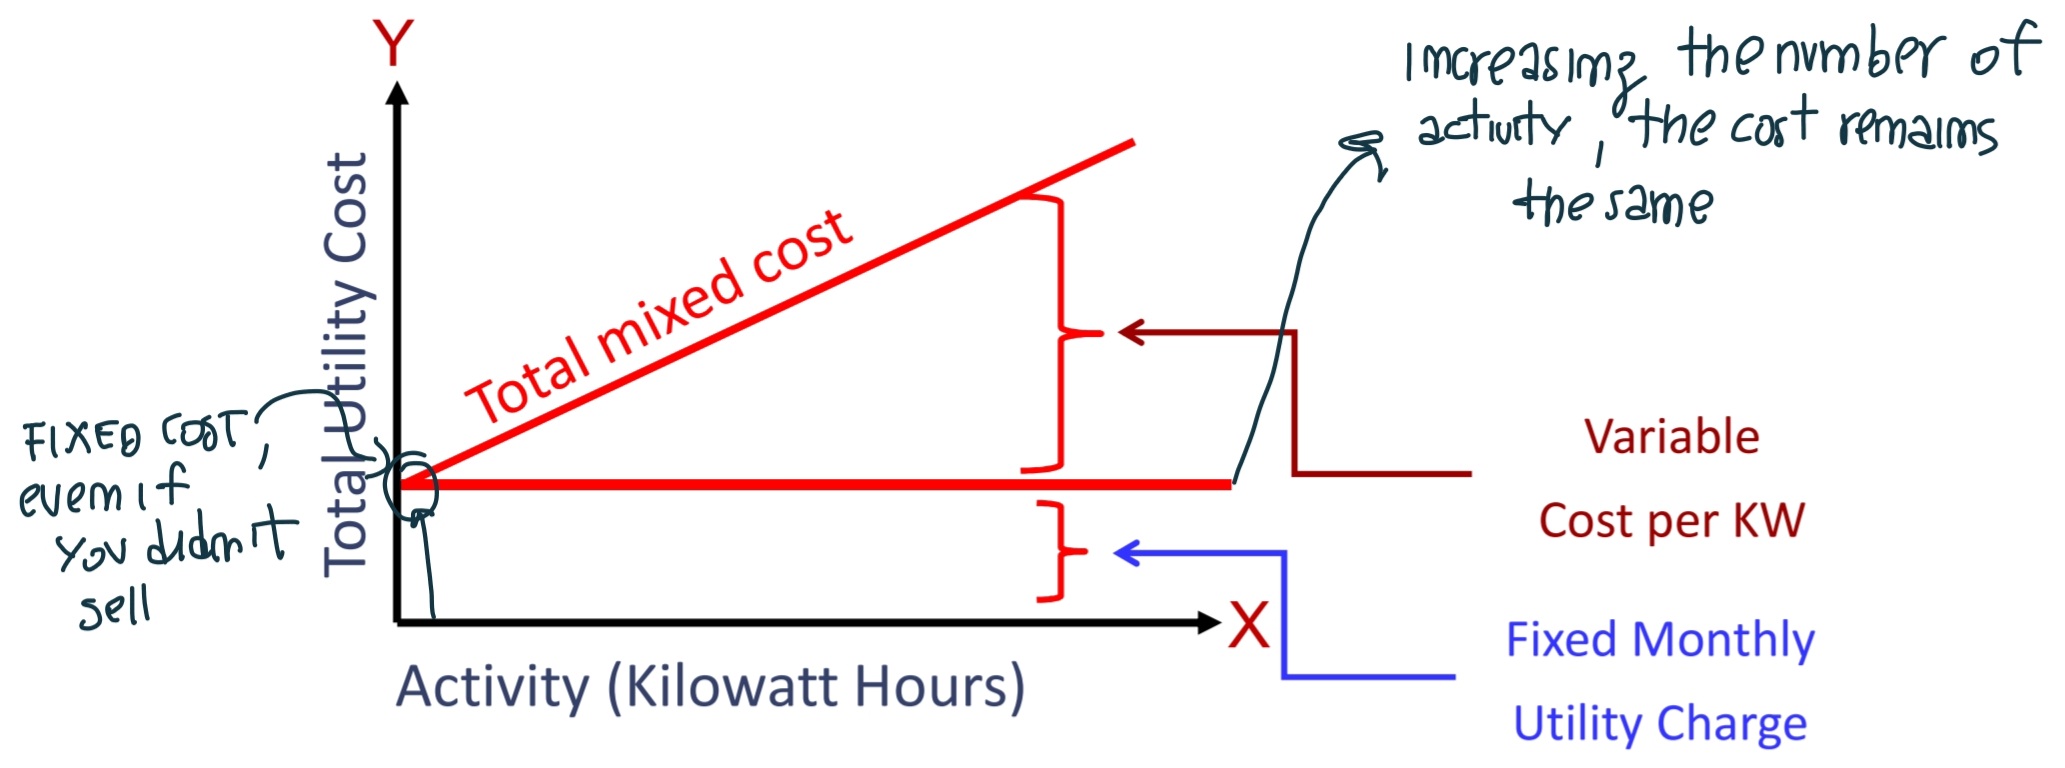 Y
Increasing the number of
activity, the cost remains
the same
Total Utility Cost
Total mixed cost
FIXED COST,
even if
you didn't
sell
Variable
Cost per KW
X
Activity (Kilowatt Hours)
Fixed Monthly
Utility Charge